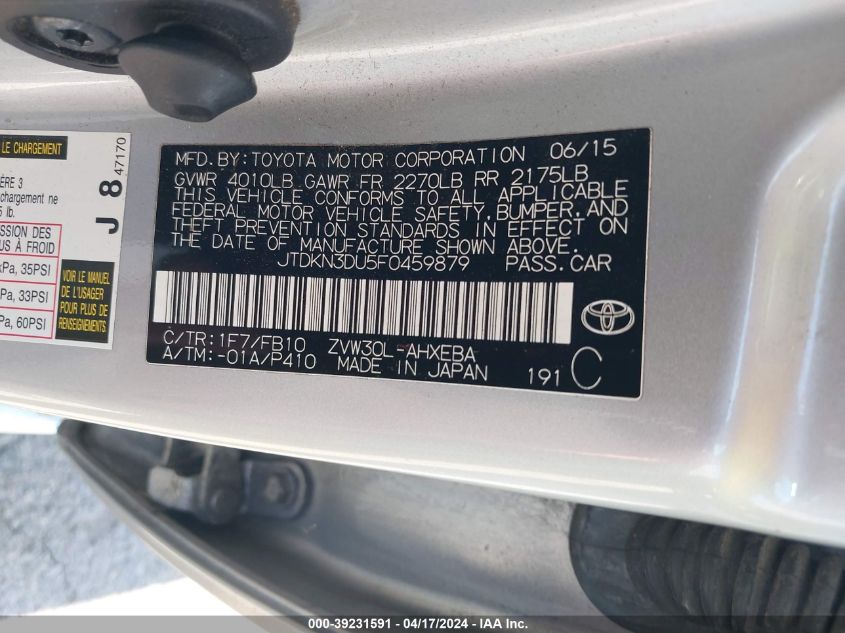 LE CHARGEMENT
ÈRE 3
chargement ne
5 lb.
SSION DES
US À FROID
kPa, 35PSI
Pa, 33PSI
Pa, 60PSI
VOIR LE
MANUEL
DE L'USAGER
POUR PLUS DE
RENSEIGNEMENTS
J 8 47170
MFD. BY: TOYOTA MOTOR CORPORATION 06/15
GVWR 4010LB GAWR FR 2270LB RR 2175LB
THIS VEHICLE CONFORMS TO ALL APPLICABLE
FEDERAL MOTOR VEHICLE SAFETY, BUMPER, AND
THEFT PREVENTION STANDARDS IN EFFECT ON
THE DATE OF MANUFACTURE SHOWN ABOVE.
JTDKN3DU5F0459879 PASS. CAR
C/TR: 1F7/FB10 ZVW30L-AHXEBA
A/TM: -01A/P410 MADE IN JAPAN 191 C
000-39231591 - 04/17/2024 - IAA Inc.